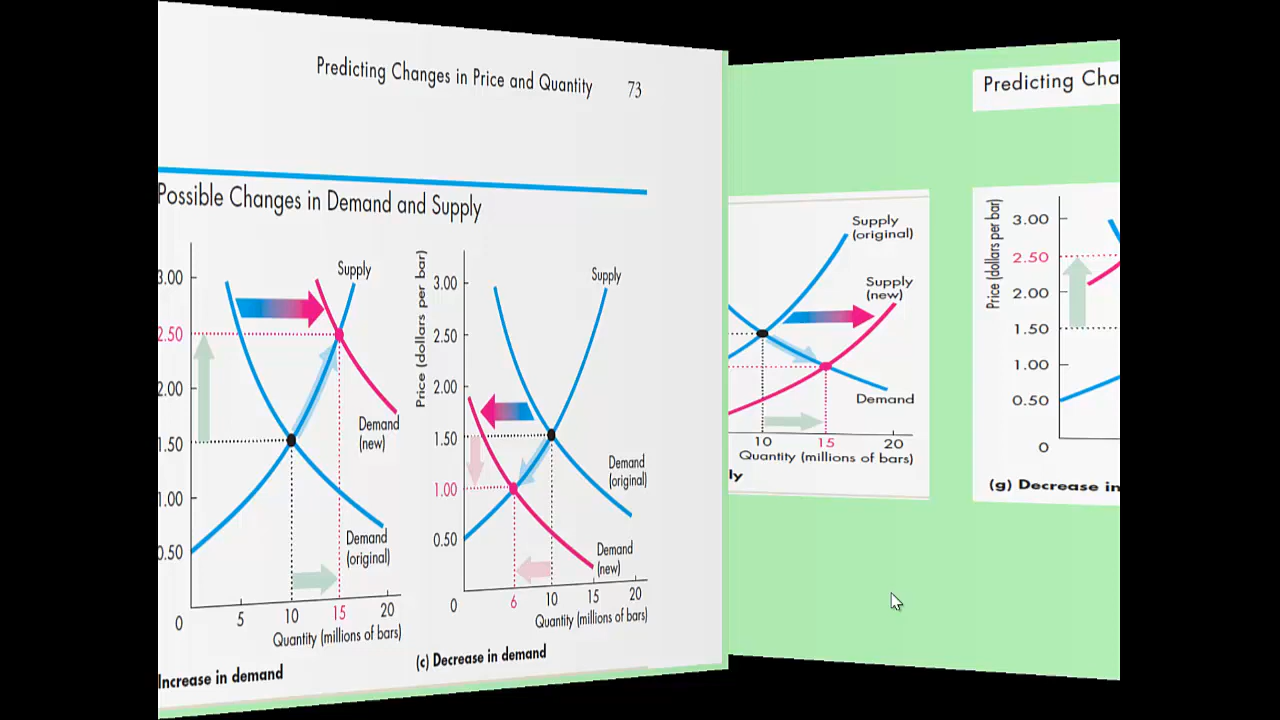 Predicting Changes in Price and Quantity 73
Possible Changes in Demand and Supply
3.00
2.50
2.00
1.50
1.00
0.50
0
5
10
15
20
Supply
Demand
(new)
Demand
(original)
Quantity (millions of bars)
Increase in demand
Price (dollars per bar)
3.00
2.50
2.00
1.50
1.00
0.50
0
6
10
15
20
Supply
Demand
(original)
Demand
(new)
Quantity (millions of bars)
(c) Decrease in demand
Supply
(original)
Supply
(new)
Demand
10
15
20
Quantity (millions of bars)
ly
Predicting Cha
Price (dollars per bar)
3.00
2.50
2.00
1.50
1.00
0.50
0
(g) Decrease in